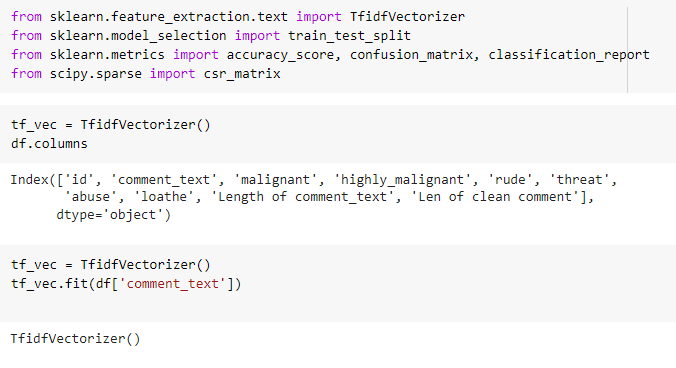 from sklearn.feature_extraction.text import TfidfVectorizer
from sklearn.model_selection import train_test_split
from sklearn.metrics import accuracy_score, confusion_matrix, classification_report
from scipy.sparse import csr_matrix
tf_vec = TfidfVectorizer()
df.columns
Index(['id', 'comment_text', 'malignant', 'highly_malignant', 'rude', 'threat',
       'abuse', 'loathe', 'Length of comment_text', 'Len of clean comment'],
      dtype='object')
tf_vec = TfidfVectorizer()
tf_vec.fit(df['comment_text'])
TfidfVectorizer()